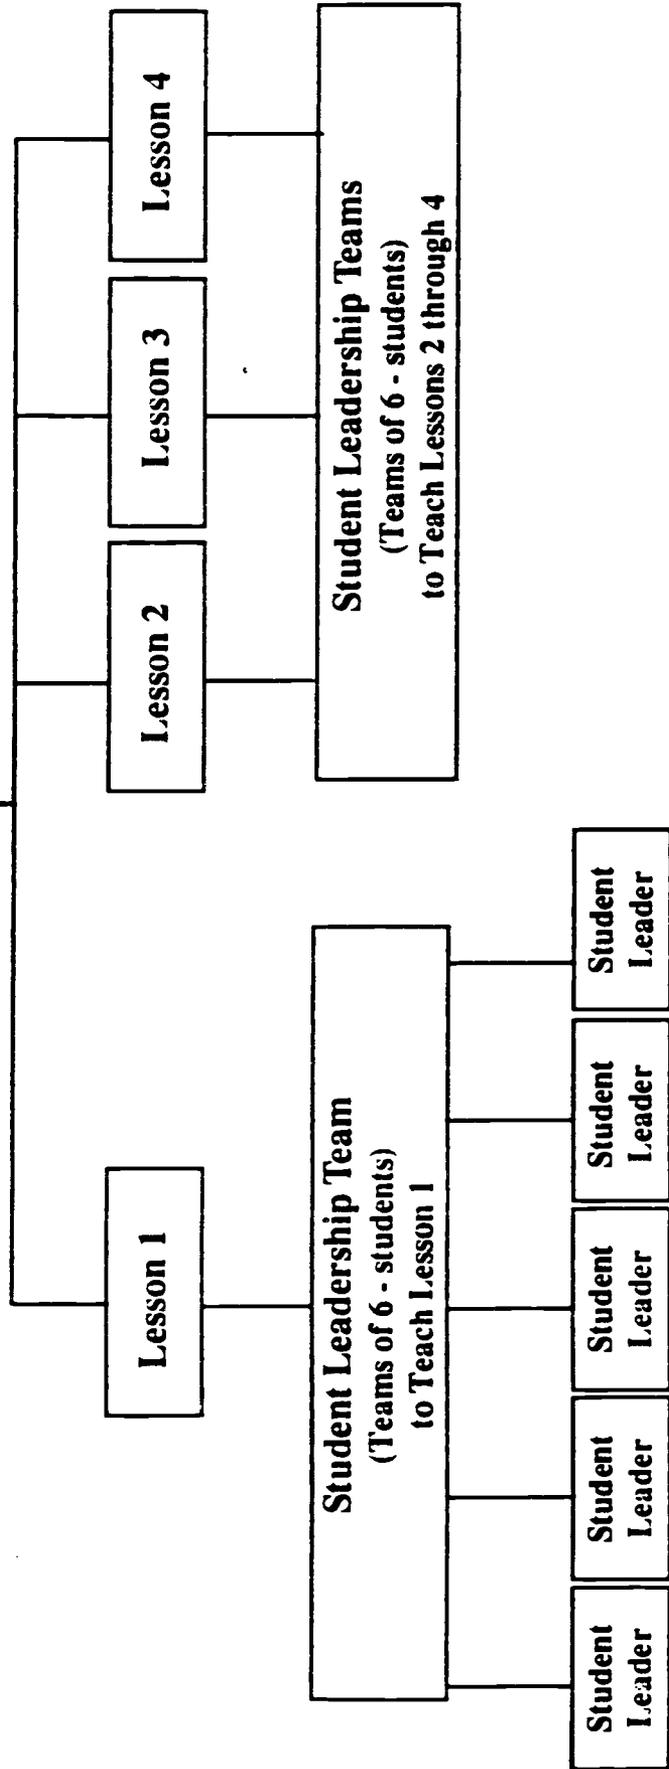 Lesson 1
Lesson 2
Lesson 3
Lesson 4
Student Leadership Team
(Teams of 6 - students)
to Teach Lesson 1
Student Leadership Teams
(Teams of 6 - students)
to Teach Lessons 2 through 4
Student
Leader
Student
Leader
Student
Leader
Student
Leader
Student
Leader